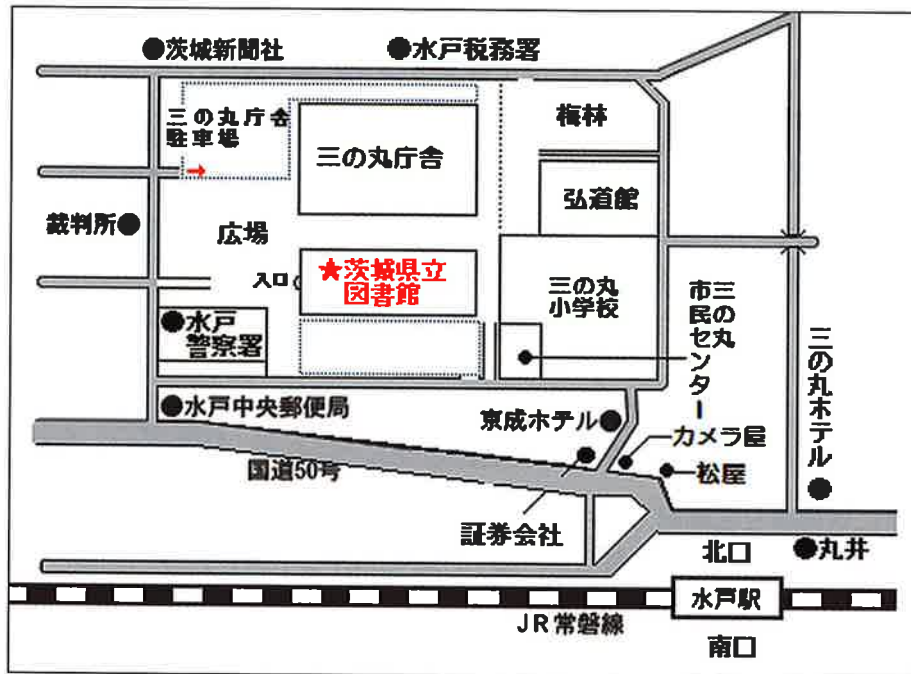 ●茨城新聞社
●水戸税務署
三の丸庁舎
駐車場
→
三の丸庁舎
梅林
弘道館
裁判所●
広場
入口
★茨城県立
図書館
三の丸
小学校
三の丸
市民センター
三の丸ホテル
●水戸
警察署
●水戸中央郵便局
京成ホテル●
カメラ屋
松屋
国道50号
証券会社
北口
●丸井
水戸駅
JR常磐線
南口